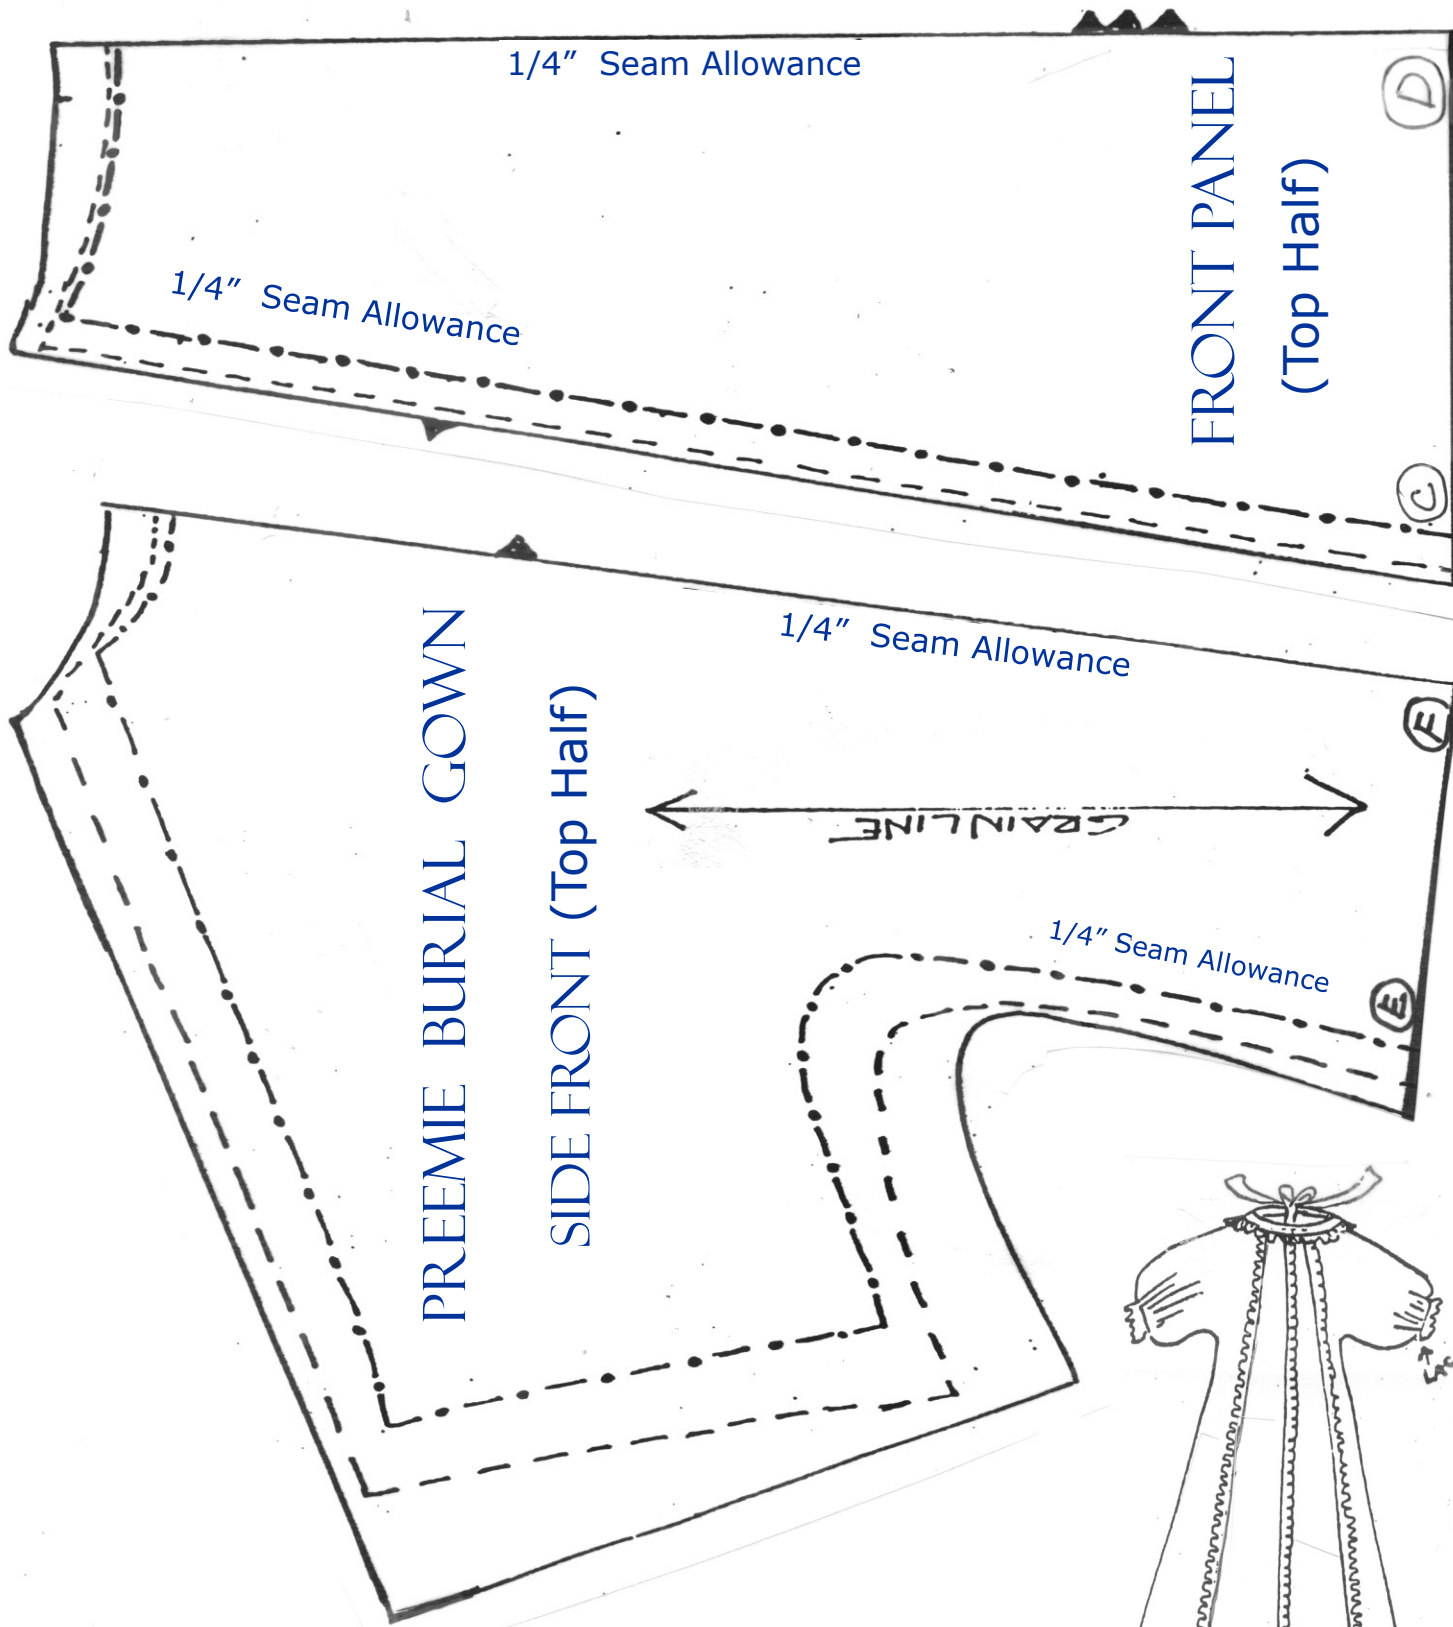 1/4” Seam Allowance
FRONT PANEL
(Top Half)
D
1/4” Seam Allowance
C
1/4” Seam Allowance
PREEMIE BURIAL GOWN
SIDE FRONT (Top Half)
F
GRAINLINE
1/4” Seam Allowance
E